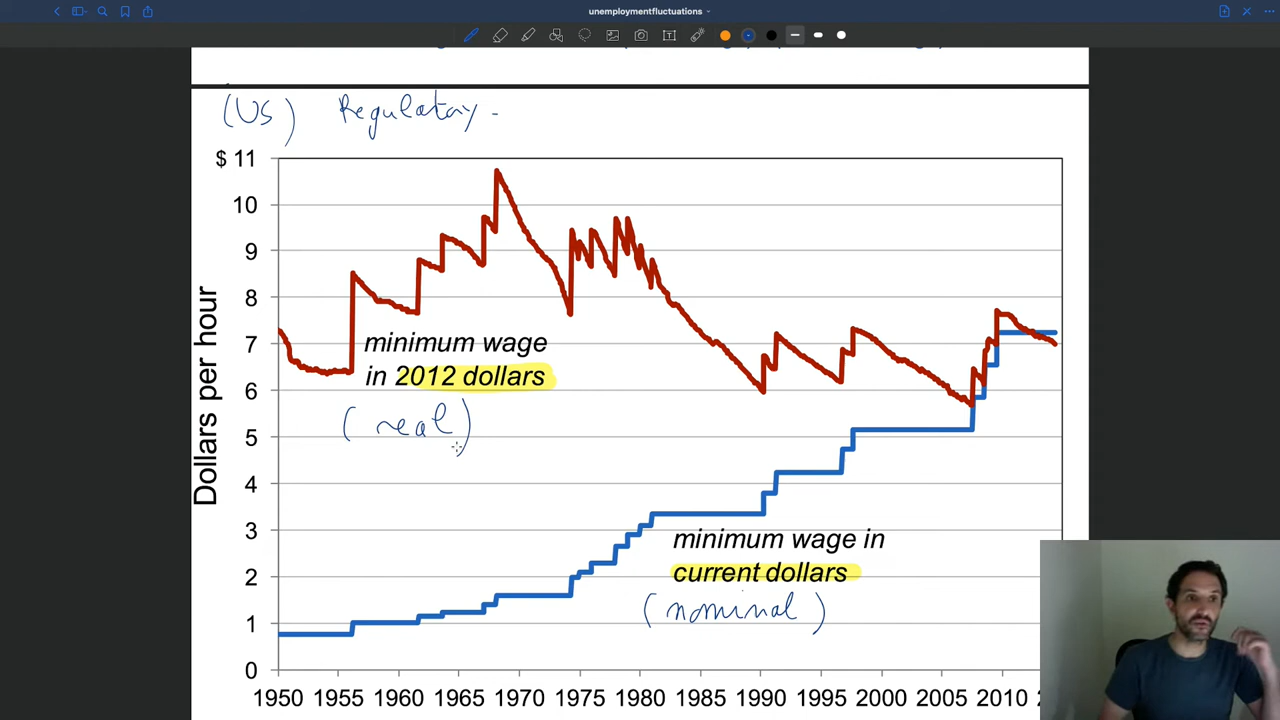 unemploymentfluctuations
(US) Regulatory -
$ 11
10
9
8
7
6
5
4
3
2
1
0
Dollars per hour
minimum wage
in 2012 dollars
(real)
minimum wage in
current dollars
(nominal)
1950 1955 1960 1965 1970 1975 1980 1985 1990 1995 2000 2005 2010